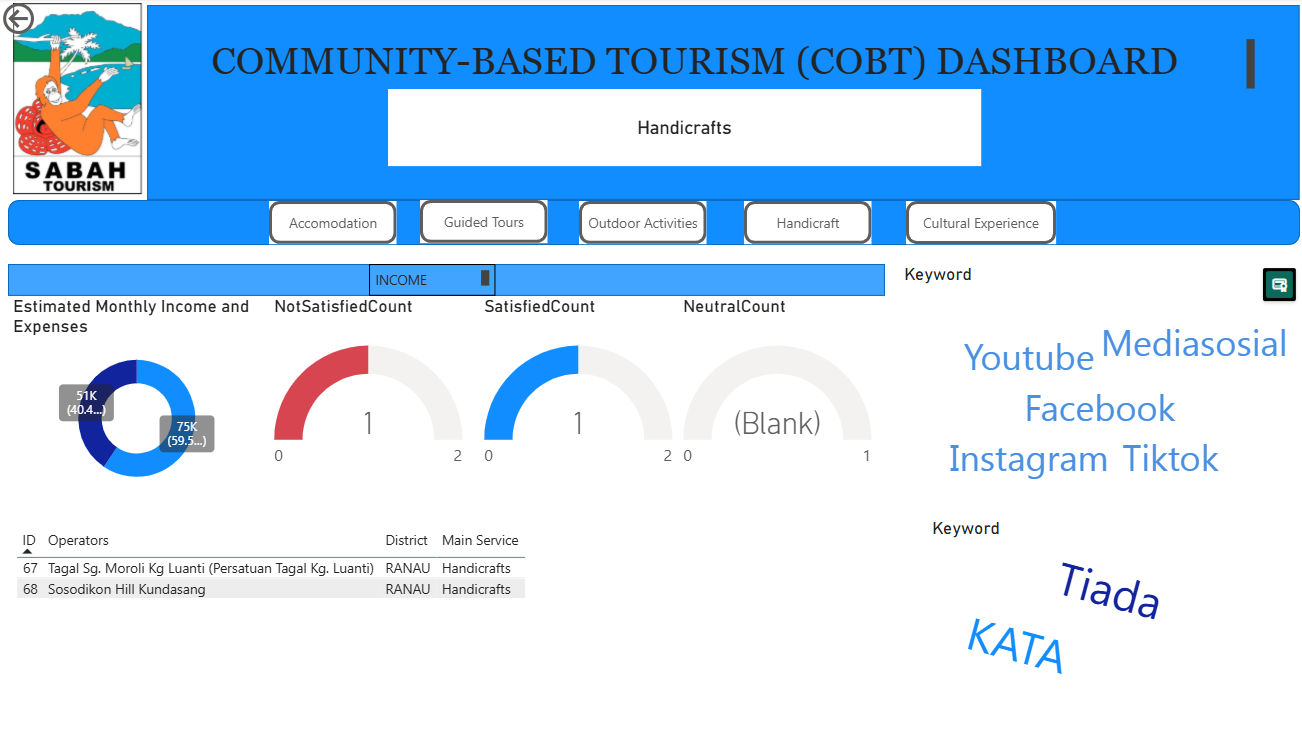 COMMUNITY-BASED TOURISM (COBT) DASHBOARD
SABAH
TOURISM
Handicrafts
Accomodation
Guided Tours
Outdoor Activities
Handicraft
Cultural Experience
INCOME
Estimated Monthly Income and
Expenses
51K
(40.4...)
75K
(59.5...)
NotSatisfiedCount
1
0 2
SatisfiedCount
1
0 2
NeutralCount
(Blank)
0 1
Keyword
Youtube
Mediasosial
Facebook
Instagram
Tiktok
Keyword
Tiada
KATA
ID Operators District Main Service
67 Tagal Sg. Moroli Kg Luanti (Persatuan Tagal Kg. Luanti) RANAU Handicrafts
68 Sosodikon Hill Kundasang RANAU Handicrafts